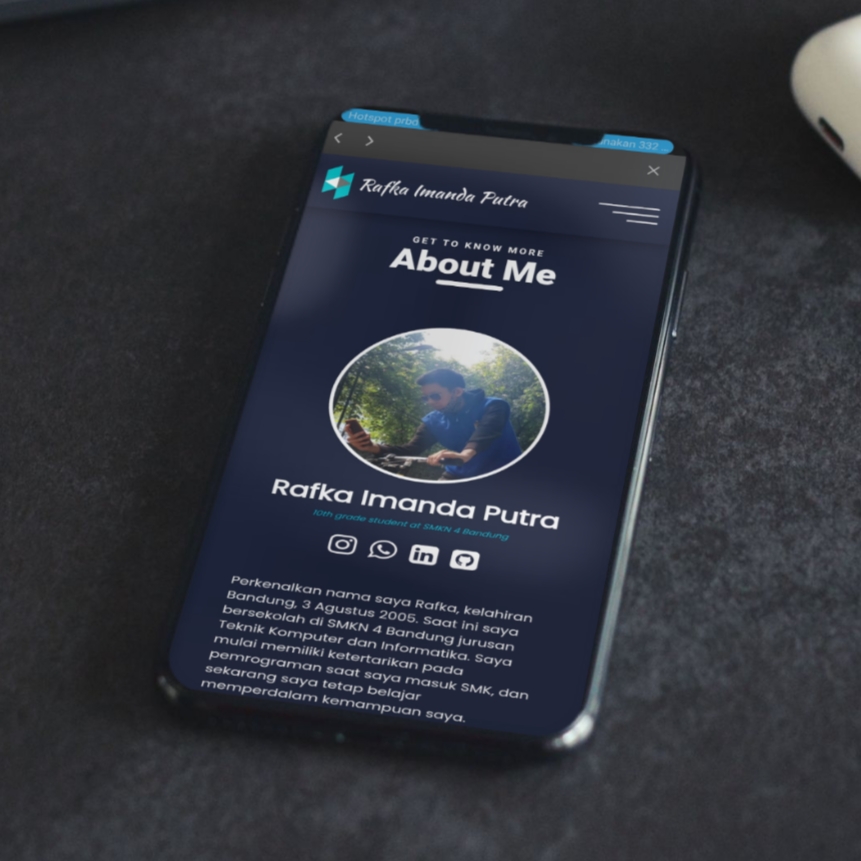 Hotspot prba
nakan 332 ...
Rafka Imanda Putra
GET TO KNOW MORE
About Me
Rafka Imanda Putra
10th grade student at SMKN 4 Bandung
in
Perkenalkan nama saya Rafka, kelahiran
Bandung, 3 Agustus 2005. Saat ini saya
bersekolah di SMKN 4 Bandung jurusan
Teknik Komputer dan Informatika. Saya
mulai memiliki ketertarikan pada
pemrograman saat saya masuk SMK, dan
sekarang saya tetap belajar
memperdalam kemampuan saya.